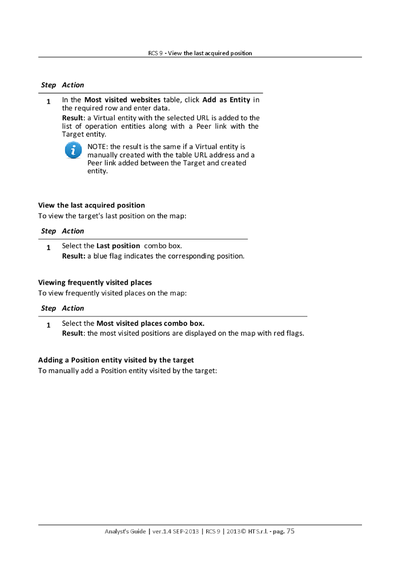 RCS 9 - View the last acquired position
Step Action
1 In the Most visited websites table, click Add as Entity in
the required row and enter data.
Result: a Virtual entity with the selected URL is added to the
list of operation entities along with a Peer link with the
Target entity.
NOTE: the result is the same if a Virtual entity is
manually created with the table URL address and a
Peer link added between the Target and created
entity.
View the last acquired position
To view the target's last position on the map:
Step Action
1 Select the Last position combo box.
Result: a blue flag indicates the corresponding position.
Viewing frequently visited places
To view frequently visited places on the map:
Step Action
1 Select the Most visited places combo box.
Result: the most visited positions are displayed on the map with red flags.
Adding a Position entity visited by the target
To manually add a Position entity visited by the target:
Analyst's Guide | ver.1.4 SEP-2013 | RCS 9 | 2013© HT S.r.l. - pag. 75